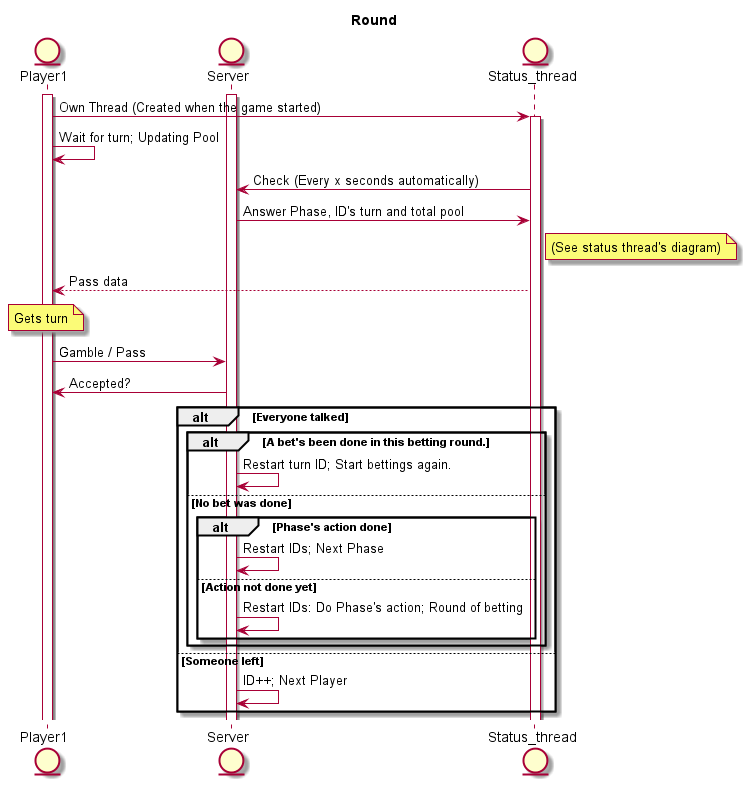 Round
Player1
Server
Status_thread
Own Thread (Created when the game started)
Wait for turn; Updating Pool
Check (Every x seconds automatically)
Answer Phase, ID's turn and total pool
(See status thread's diagram)
Pass data
Gets turn
Gamble / Pass
Accepted?
alt
[Everyone talked]
alt
[A bet's been done in this betting round.]
Restart turn ID; Start bettings again.
[No bet was done]
alt
[Phase's action done]
Restart IDs; Next Phase
[Action not done yet]
Restart IDs: Do Phase's action; Round of betting
[Someone left]
ID++; Next Player
Player1
Server
Status_thread